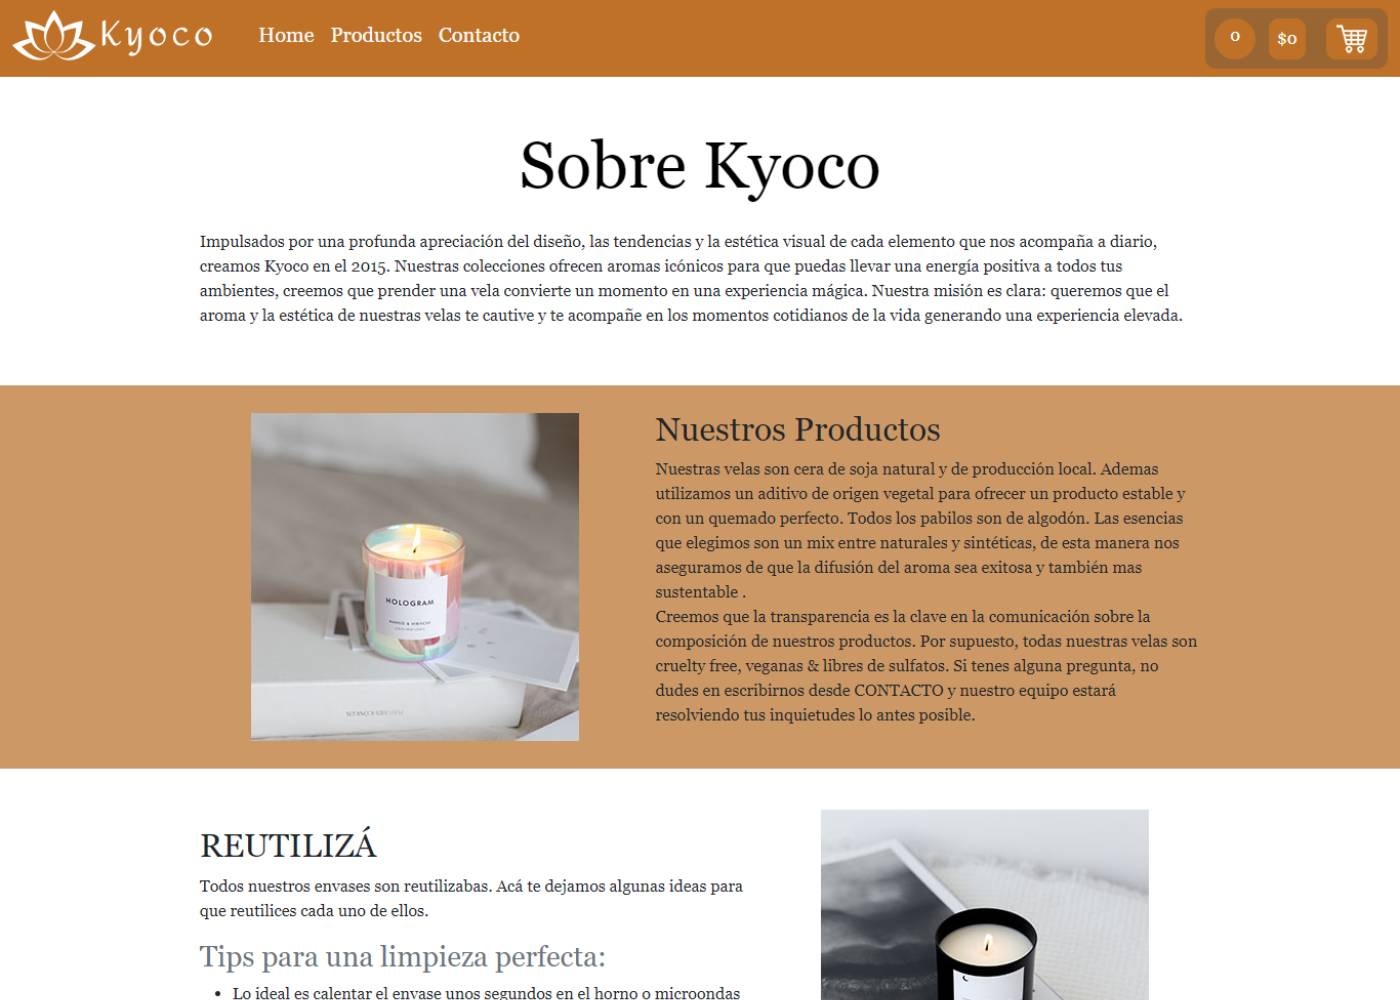 Kyoco
Home Productos Contacto
0 $0
Sobre Kyoco
Impulsados por una profunda apreciación del diseño, las tendencias y la estética visual de cada elemento que nos acompaña a diario,
creamos Kyoco en el 2015. Nuestras colecciones ofrecen aromas icónicos para que puedas llevar una energía positiva a todos tus
ambientes, creemos que prender una vela convierte un momento en una experiencia mágica. Nuestra misión es clara: queremos que el
aroma y la estética de nuestras velas te cautive y te acompañe en los momentos cotidianos de la vida generando una experiencia elevada.
HOLOGRAM
Nuestros Productos
Nuestras velas son cera de soja natural y de producción local. Ademas
utilizamos un aditivo de origen vegetal para ofrecer un producto estable y
con un quemado perfecto. Todos los pabilos son de algodón. Las esencias
que elegimos son un mix entre naturales y sintéticas, de esta manera nos
aseguramos de que la difusión del aroma sea exitosa y también mas
sustentable .
Creemos que la transparencia es la clave en la comunicación sobre la
composición de nuestros productos. Por supuesto, todas nuestras velas son
cruelty free, veganas & libres de sulfatos. Si tenes alguna pregunta, no
dudes en escribirnos desde CONTACTO y nuestro equipo estará
resolviendo tus inquietudes lo antes posible.
REUTILIZÁ
Todos nuestros envases son reutilizabas. Acá te dejamos algunas ideas para
que reutilices cada uno de ellos.
Tips para una limpieza perfecta:
• Lo ideal es calentar el envase unos segundos en el horno o microondas